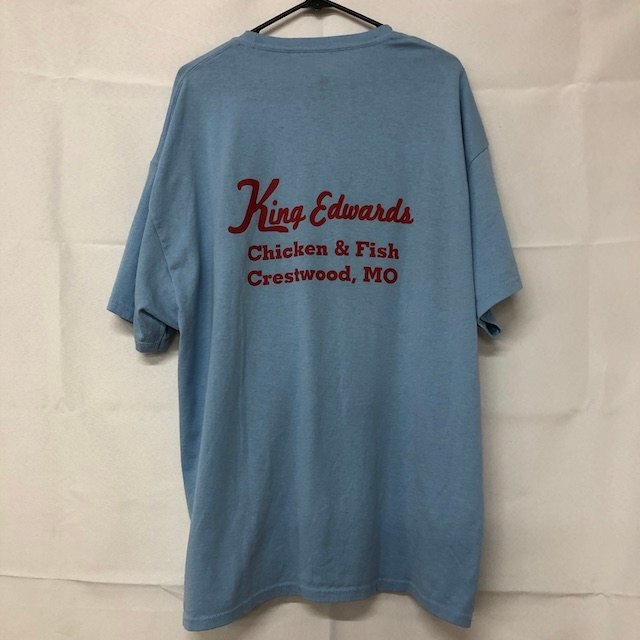 King Edwards
Chicken & Fish
Crestwood, MO